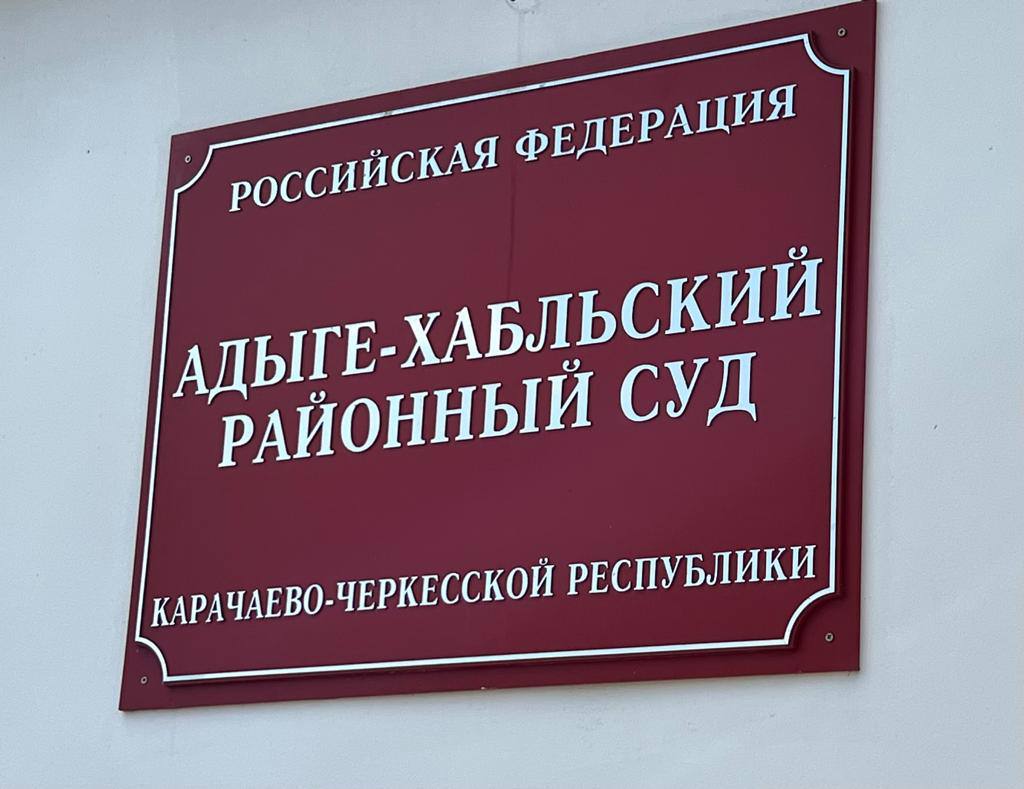 РОССИЙСКАЯ ФЕДЕРАЦИЯ
АДЫГЕ-ХАБЛЬСКИЙ
РАЙОННЫЙ СУД
КАРАЧАЕВО-ЧЕРКЕССКОЙ РЕСПУБЛИКИ